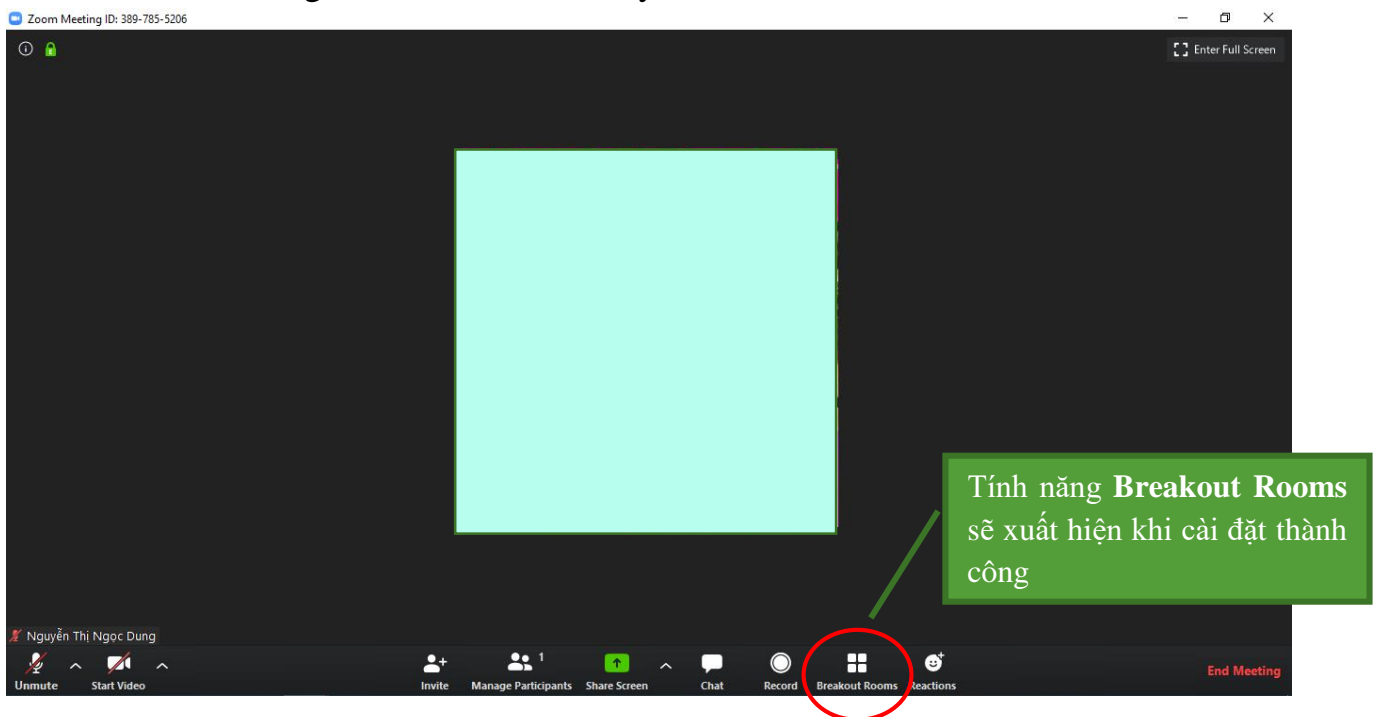 Zoom Meeting ID: 389-785-5206
Enter Full Screen
Tính năng Breakout Rooms
sẽ xuất hiện khi cài đặt thành
công
Nguyễn Thị Ngọc Dung
1
Unmute Start Video Invite Manage Participants Share Screen Chat Record Breakout Rooms Reactions
End Meeting